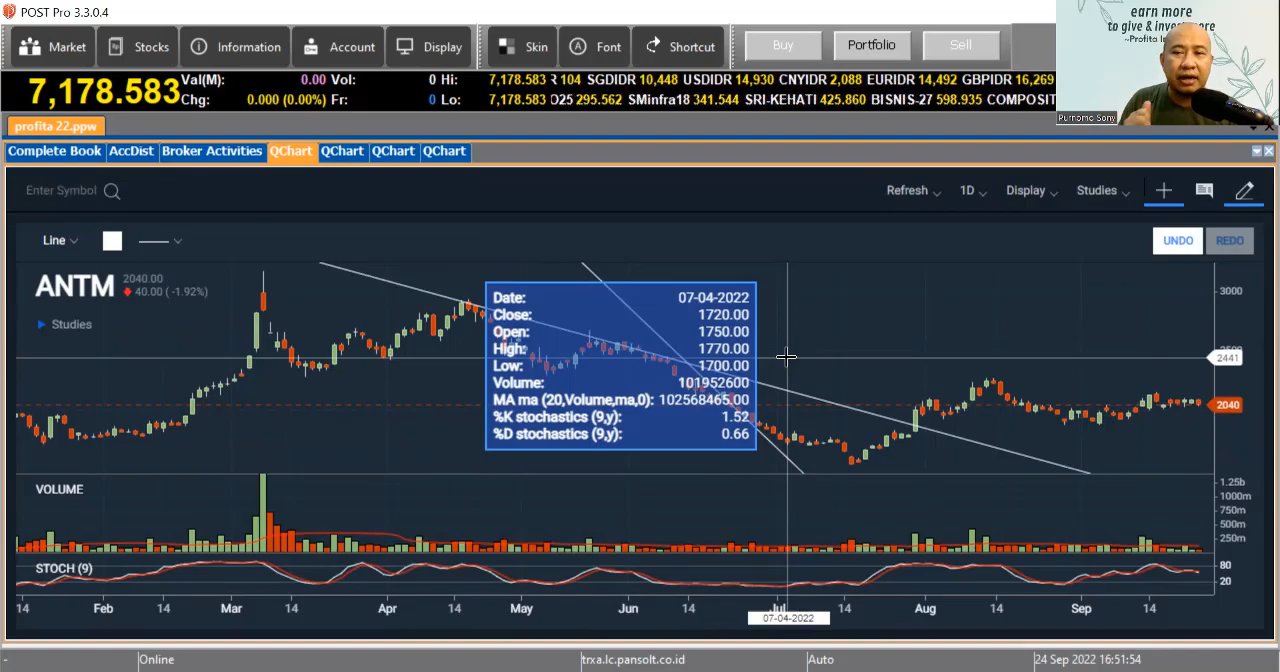 POST Pro 3.3.0.4
earn more
to give & invest more
~Profita
Purnomo Sony
Market Stocks Information Account Display Skin Font Shortcut Buy Portfolio Sell
7,178.583 Val(M): 0.00 Vol: 0 Hi: 7,178.583 R 104 SGDIDR 10,448 USDIDR 14,930 CNYIDR 2,088 EURIDR 14,492 GBPIDR 16,269
Chg: 0.000 (0.00%) Fr: 0 Lo: 7,178.583 D25 295.562 SMinfra18 341.544 SRI-KEHATI 425.860 BISNIS-27 598.935 COMPOSIT
profita 22.ppw
Complete Book AccDist Broker Activities QChart QChart QChart QChart
Enter Symbol Refresh 1D Display Studies
Line UNDO REDO
ANTM 2040.00
40.00 (-1.92%)
Studies
Date: 07-04-2022
Close: 1720.00
Open: 1750.00
High: 1770.00
Low: 1700.00
Volume: 101952600
MA ma (20,Volume,ma,0): 102568465.00
%K stochastics (9,y): 1.52
%D stochastics (9,y): 0.66
3000
2441
2040
VOLUME
1.25b
1000m
750m
500m
250m
STOCH (9)
80
20
14 Feb 14 Mar 14 Apr 14 May Jun 14 Jul 14 Aug 14 Sep 14
07-04-2022
- Online trxa.lc.pansolt.co.id Auto 24 Sep 2022 16:51:54